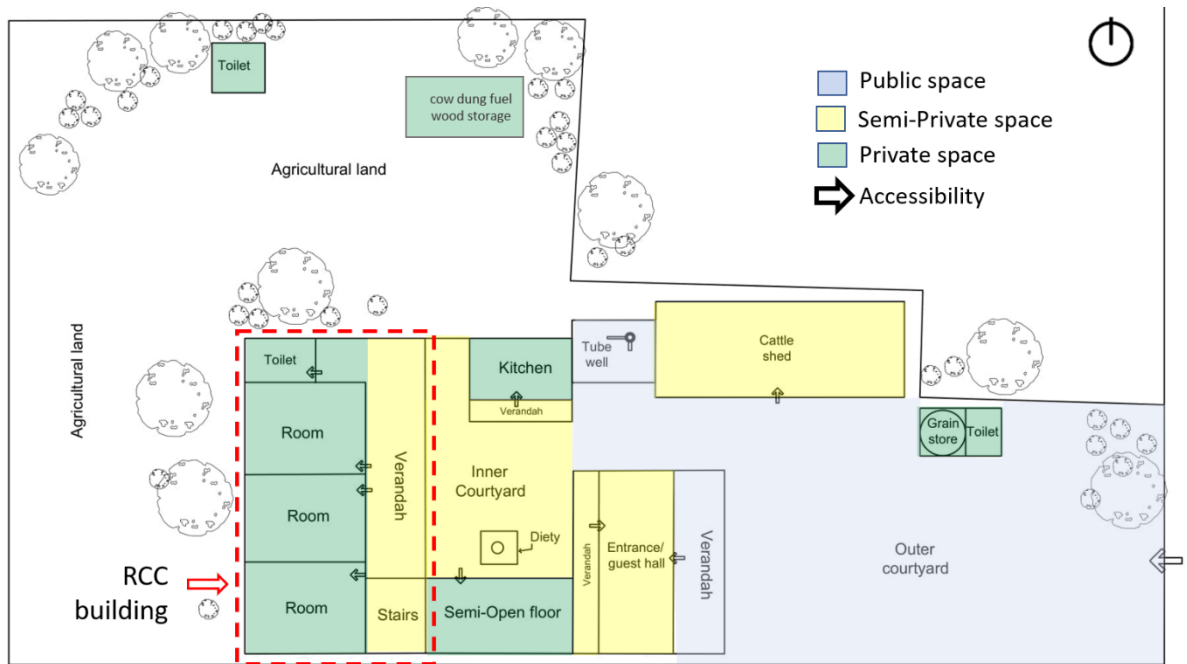 Toilet
cow dung fuel
wood storage
Public space
Semi-Private space
Private space
Accessibility
Agricultural land
Agricultural land
Toilet
Kitchen
Verandah
Tube
well
Cattle
shed
Grain
store
Toilet
Room
Verandah
Inner
Courtyard
Room
Diety
Verandah
Entrance/
guest hall
Verandah
Outer
courtyard
RCC
building
Room
Stairs
Semi-Open floor